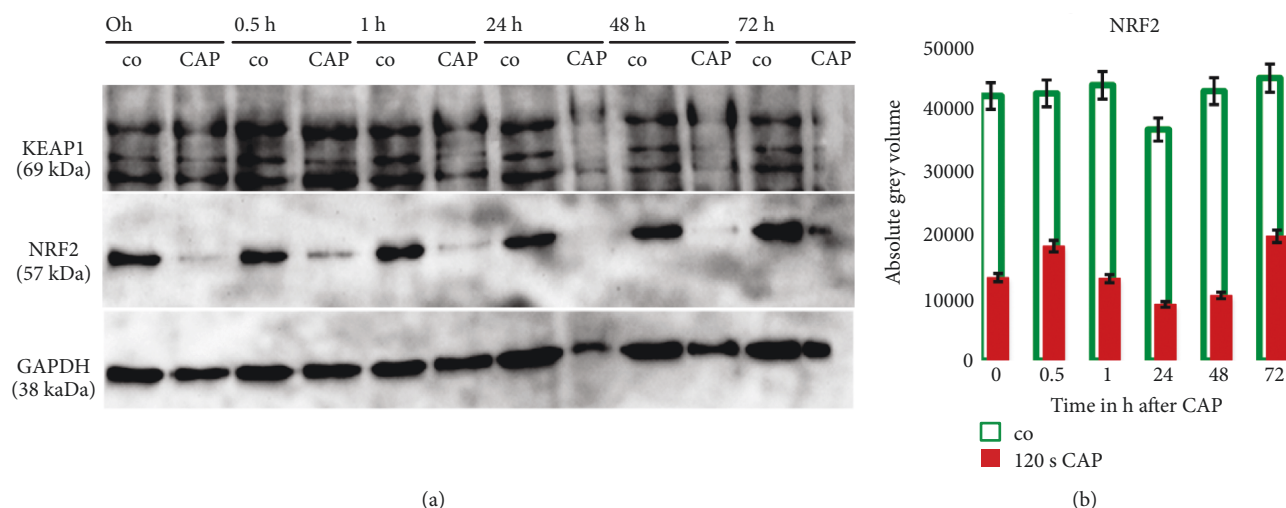 Oh 0.5 h 1 h 24 h 48 h 72 h
co CAP co CAP co CAP co CAP co CAP co CAP
KEAP1
(69 kDa)
NRF2
(57 kDa)
GAPDH
(38 kaDa)
(a)
NRF2
50000
40000
30000
20000
10000
0
Absolute grey volume
0 0.5 1 24 48 72
Time in h after CAP
co
120 s CAP
(b)